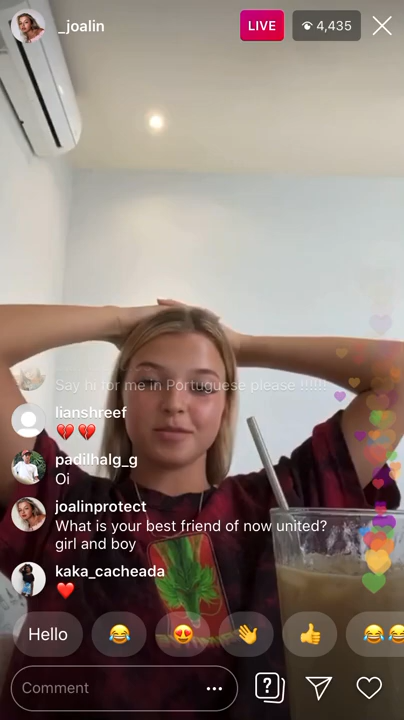 _joalin
LIVE
4,435
Say hi for me in Portuguese please !!!!!!
lianshreef
💔💔
padilhalg_g
Oi
joalinprotect
What is your best friend of now united?
girl and boy
kaka_cacheada
❤️
Hello
Comment